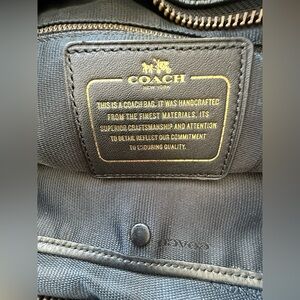 COACH
NEW YORK
THIS IS A COACH BAG. IT WAS HANDCRAFTED
FROM THE FINEST MATERIALS. ITS
SUPERIOR CRAFTSMANSHIP AND ATTENTION
TO DETAIL REFLECT OUR COMMITMENT
TO ENDURING QUALITY.
COACH